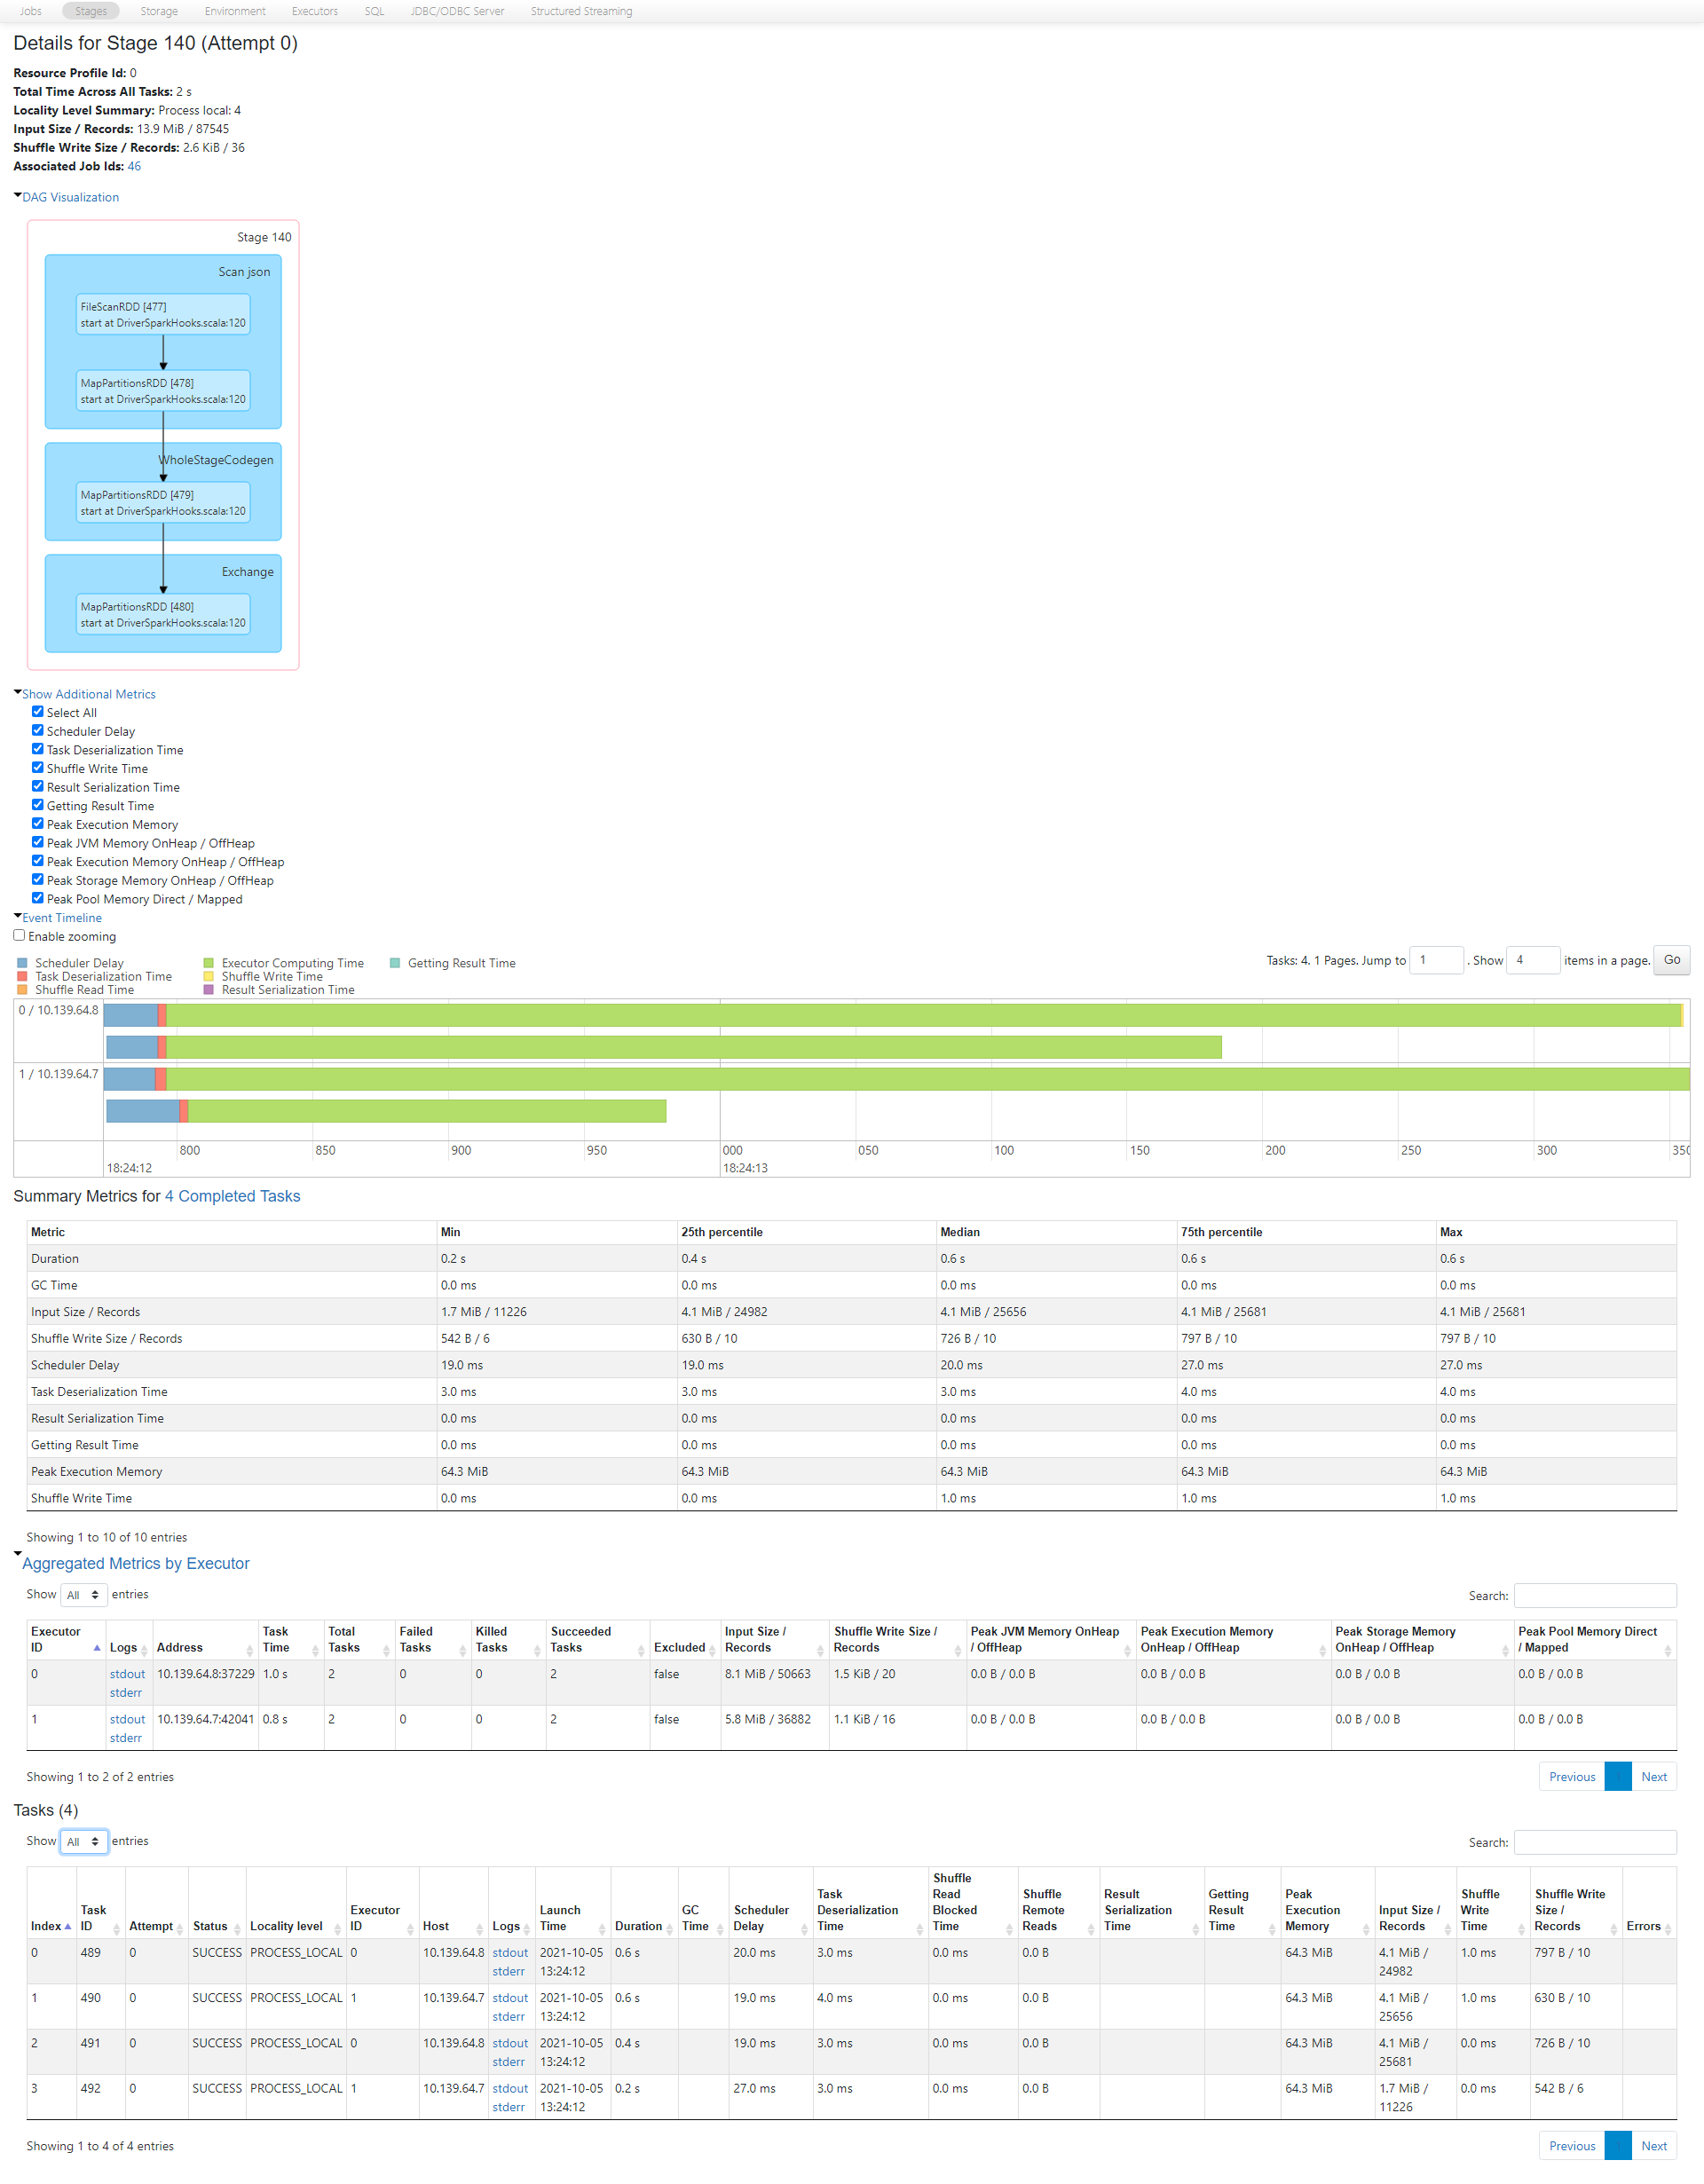 Jobs Stages Storage Environment Executors SQL JDBC/ODBC Server Structured Streaming
Details for Stage 140 (Attempt 0)
Resource Profile Id: 0
Total Time Across All Tasks: 2 s
Locality Level Summary: Process local: 4
Input Size / Records: 13.9 MiB / 87545
Shuffle Write Size / Records: 2.6 KiB / 36
Associated Job Ids: 46
DAG Visualization
Stage 140
Scan json
FileScanRDD [477]
start at DriverSparkHooks.scala:120
MapPartitionsRDD [478]
start at DriverSparkHooks.scala:120
WholeStageCodegen
MapPartitionsRDD [479]
start at DriverSparkHooks.scala:120
Exchange
MapPartitionsRDD [480]
start at DriverSparkHooks.scala:120
Show Additional Metrics
Select All
Scheduler Delay
Task Deserialization Time
Shuffle Write Time
Result Serialization Time
Getting Result Time
Peak Execution Memory
Peak JVM Memory OnHeap / OffHeap
Peak Execution Memory OnHeap / OffHeap
Peak Storage Memory OnHeap / OffHeap
Peak Pool Memory Direct / Mapped
Event Timeline
Enable zooming
Tasks: 4. 1 Pages. Jump to 1 . Show 4 items in a page. Go
Scheduler Delay Executor Computing Time Getting Result Time
Task Deserialization Time Shuffle Write Time
Shuffle Read Time Result Serialization Time
0 / 10.139.64.8
1 / 10.139.64.7
800 850 900 950 000 050 100 150 200 250 300 350
18:24:12 18:24:13
Summary Metrics for 4 Completed Tasks
Metric Min 25th percentile Median 75th percentile Max
Duration 0.2 s 0.4 s 0.6 s 0.6 s 0.6 s
GC Time 0.0 ms 0.0 ms 0.0 ms 0.0 ms 0.0 ms
Input Size / Records 1.7 MiB / 11226 4.1 MiB / 24982 4.1 MiB / 25656 4.1 MiB / 25681 4.1 MiB / 25681
Shuffle Write Size / Records 542 B / 6 630 B / 10 726 B / 10 797 B / 10 797 B / 10
Scheduler Delay 19.0 ms 19.0 ms 20.0 ms 27.0 ms 27.0 ms
Task Deserialization Time 3.0 ms 3.0 ms 3.0 ms 4.0 ms 4.0 ms
Result Serialization Time 0.0 ms 0.0 ms 0.0 ms 0.0 ms 0.0 ms
Getting Result Time 0.0 ms 0.0 ms 0.0 ms 0.0 ms 0.0 ms
Peak Execution Memory 64.3 MiB 64.3 MiB 64.3 MiB 64.3 MiB 64.3 MiB
Shuffle Write Time 0.0 ms 0.0 ms 1.0 ms 1.0 ms 1.0 ms
Showing 1 to 10 of 10 entries
Aggregated Metrics by Executor
Show All entries Search:
Executor Task Total Failed Killed Succeeded Input Size / Shuffle Write Size / Peak JVM Memory OnHeap Peak Execution Memory Peak Storage Memory Peak Pool Memory Direct
ID Logs Address Time Tasks Tasks Tasks Tasks Excluded Records Records / OffHeap OnHeap / OffHeap OnHeap / OffHeap / Mapped
0 stdout 10.139.64.8:37229 1.0 s 2 0 0 2 false 8.1 MiB / 50663 1.5 KiB / 20 0.0 B / 0.0 B 0.0 B / 0.0 B 0.0 B / 0.0 B 0.0 B / 0.0 B
stderr
1 stdout 10.139.64.7:42041 0.8 s 2 0 0 2 false 5.8 MiB / 36882 1.1 KiB / 16 0.0 B / 0.0 B 0.0 B / 0.0 B 0.0 B / 0.0 B 0.0 B / 0.0 B
stderr
Showing 1 to 2 of 2 entries Previous Next
Tasks (4)
Show All entries Search:
Shuffle
Task Read Shuffle Result Getting Peak Shuffle Shuffle Write
Task Executor Launch GC Scheduler Deserialization Blocked Remote Serialization Result Execution Input Size / Write Size /
Index ID Attempt Status Locality level ID Host Logs Time Duration Time Delay Time Time Reads Time Time Memory Records Time Records Errors
0 489 0 SUCCESS PROCESS_LOCAL 0 10.139.64.8 stdout 2021-10-05 0.6 s 20.0 ms 3.0 ms 0.0 ms 0.0 B 64.3 MiB 4.1 MiB / 1.0 ms 797 B / 10
stderr 13:24:12 24982
1 490 0 SUCCESS PROCESS_LOCAL 1 10.139.64.7 stdout 2021-10-05 0.6 s 19.0 ms 4.0 ms 0.0 ms 0.0 B 64.3 MiB 4.1 MiB / 1.0 ms 630 B / 10
stderr 13:24:12 25656
2 491 0 SUCCESS PROCESS_LOCAL 0 10.139.64.8 stdout 2021-10-05 0.4 s 19.0 ms 3.0 ms 0.0 ms 0.0 B 64.3 MiB 4.1 MiB / 0.0 ms 726 B / 10
stderr 13:24:12 25681
3 492 0 SUCCESS PROCESS_LOCAL 1 10.139.64.7 stdout 2021-10-05 0.2 s 27.0 ms 3.0 ms 0.0 ms 0.0 B 64.3 MiB 1.7 MiB / 0.0 ms 542 B / 6
stderr 13:24:12 11226
Showing 1 to 4 of 4 entries Previous Next